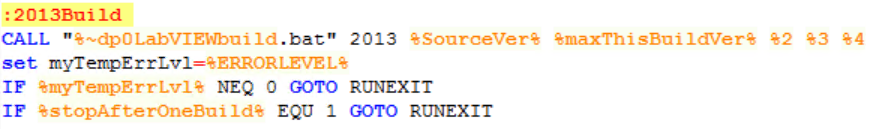 :2013Build
CALL "%~dp0LabVIEWbuild.bat" 2013 %SourceVer% %maxThisBuildVer% %2 %3 %4
set myTempErrLvl=%ERRORLEVEL%
IF %myTempErrLvl% NEQ 0 GOTO RUNEXIT
IF %stopAfterOneBuild% EQU 1 GOTO RUNEXIT